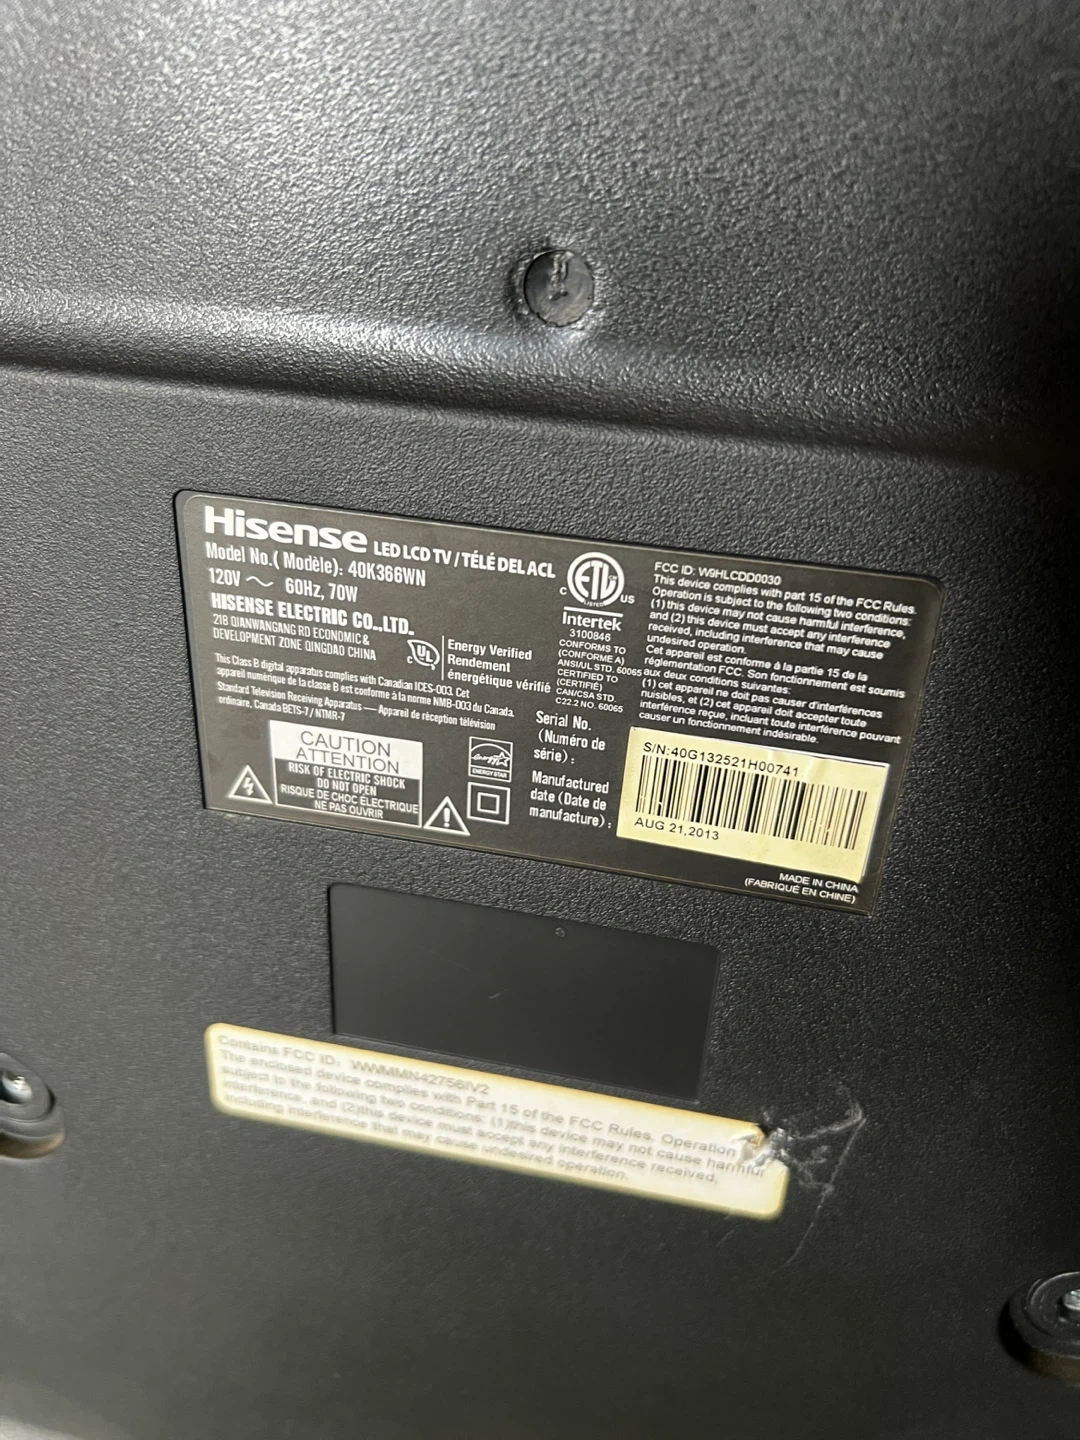 Hisense LED LCD TV / TÉLÉ DEL ACL
Model No.( Modèle): 40K366WN
120V ～ 60Hz, 70W
HISENSE ELECTRIC CO.,LTD.
218 QIANWANGANG RD ECONOMIC &
DEVELOPMENT ZONE QINGDAO CHINA
UL
Energy Verified
Rendement
énergétique vérifié
This Class B digital apparatus complies with Canadian ICES-003. Cet
appareil numérique de la classe B est conforme à la norme NMB-003 du Canada.
Standard Television Receiving Apparatus — Appareil de réception télévision
ordinaire, Canada BETS-7 / NTMR-7
CAUTION
ATTENTION
RISK OF ELECTRIC SHOCK
DO NOT OPEN
RISQUE DE CHOC ÉLECTRIQUE
NE PAS OUVRIR
ENERGY STAR
ETL
LISTED
C US
Intertek
3100846
CONFORMS TO
(CONFORME A)
ANSI/UL STD. 60065
CERTIFIED TO
(CERTIFIÉ)
CAN/CSA STD.
C22.2 NO. 60065
FCC ID: W9HLCDD0030
This device complies with part 15 of the FCC Rules.
Operation is subject to the following two conditions:
(1) this device may not cause harmful interference,
and (2) this device must accept any interference
received, including interference that may cause
undesired operation.
Cet appareil est conforme à la partie 15 de la
réglementation FCC. Son fonctionnement est soumis
aux deux conditions suivantes:
(1) cet appareil ne doit pas causer d'interférences
nuisibles, et (2) cet appareil doit accepter toute
interférence reçue, incluant toute interférence pouvant
causer un fonctionnement indésirable.
Serial No.
(Numéro de
série) :
Manufactured
date (Date de
manufacture) :
S/N:40G132521H00741
AUG 21,2013
MADE IN CHINA
(FABRIQUÉ EN CHINE)
Contains FCC ID: WWMMN42756IV2
The enclosed device complies with Part 15 of the FCC Rules. Operation
subject to the following two conditions: (1)this device may not cause harmful
interference, and (2)this device must accept any interference received,
including interference that may cause undesired operation.